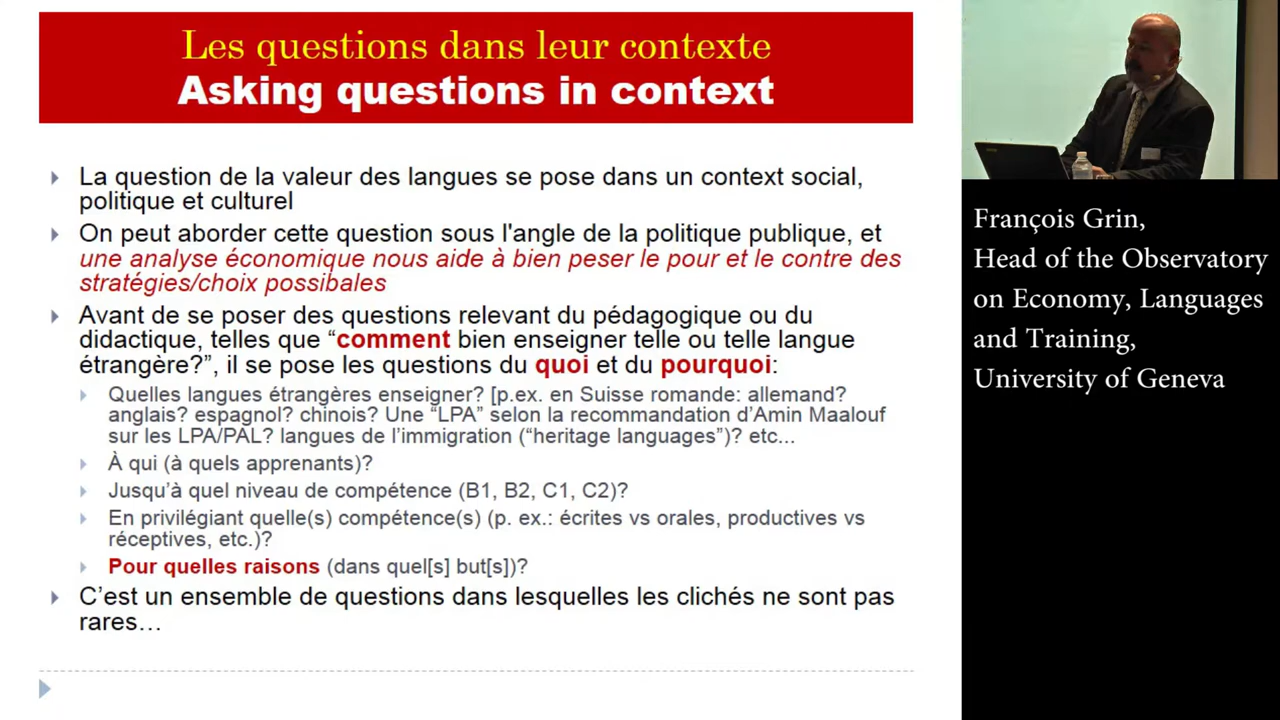 Les questions dans leur contexte
Asking questions in context
La question de la valeur des langues se pose dans un context social,
politique et culturel
On peut aborder cette question sous l'angle de la politique publique, et
une analyse économique nous aide à bien peser le pour et le contre des
stratégies/choix possibales
Avant de se poser des questions relevant du pédagogique ou du
didactique, telles que “comment bien enseigner telle ou telle langue
étrangère?”, il se pose les questions du quoi et du pourquoi:
Quelles langues étrangères enseigner? [p.ex. en Suisse romande: allemand?
anglais? espagnol? chinois? Une “LPA” selon la recommandation d’Amin Maalouf
sur les LPA/PAL? langues de l’immigration (“heritage languages”)? etc...
À qui (à quels apprenants)?
Jusqu’à quel niveau de compétence (B1, B2, C1, C2)?
En privilégiant quelle(s) compétence(s) (p. ex.: écrites vs orales, productives vs
réceptives, etc.)?
Pour quelles raisons (dans quel[s] but[s])?
C’est un ensemble de questions dans lesquelles les clichés ne sont pas
rares…
François Grin,
Head of the Observatory
on Economy, Languages
and Training,
University of Geneva